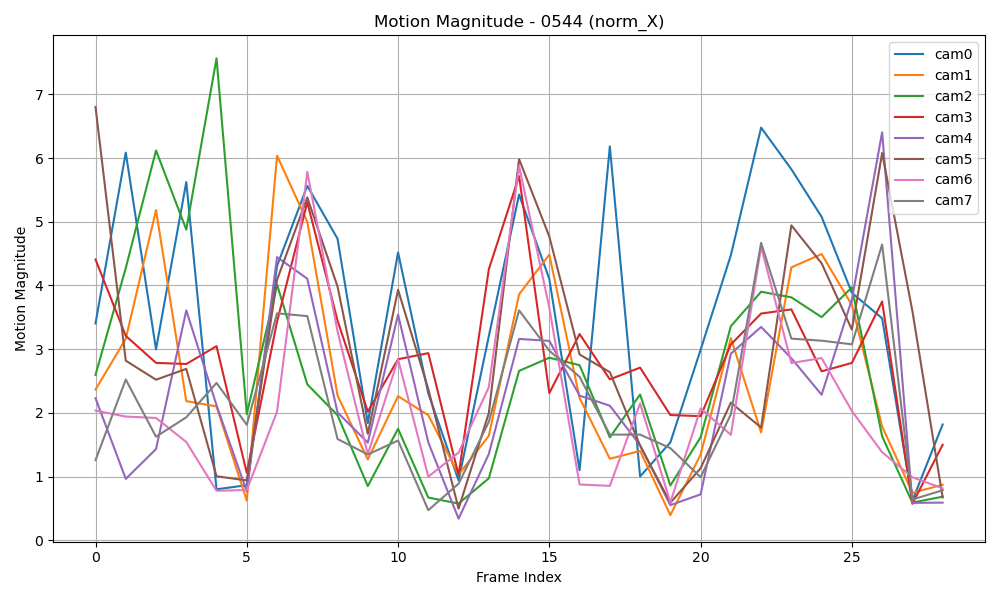 Motion Magnitude - 0544 (norm_X)
Motion Magnitude
7
6
5
4
3
2
1
0
0
5
10
15
20
25
Frame Index
cam0
cam1
cam2
cam3
cam4
cam5
cam6
cam7